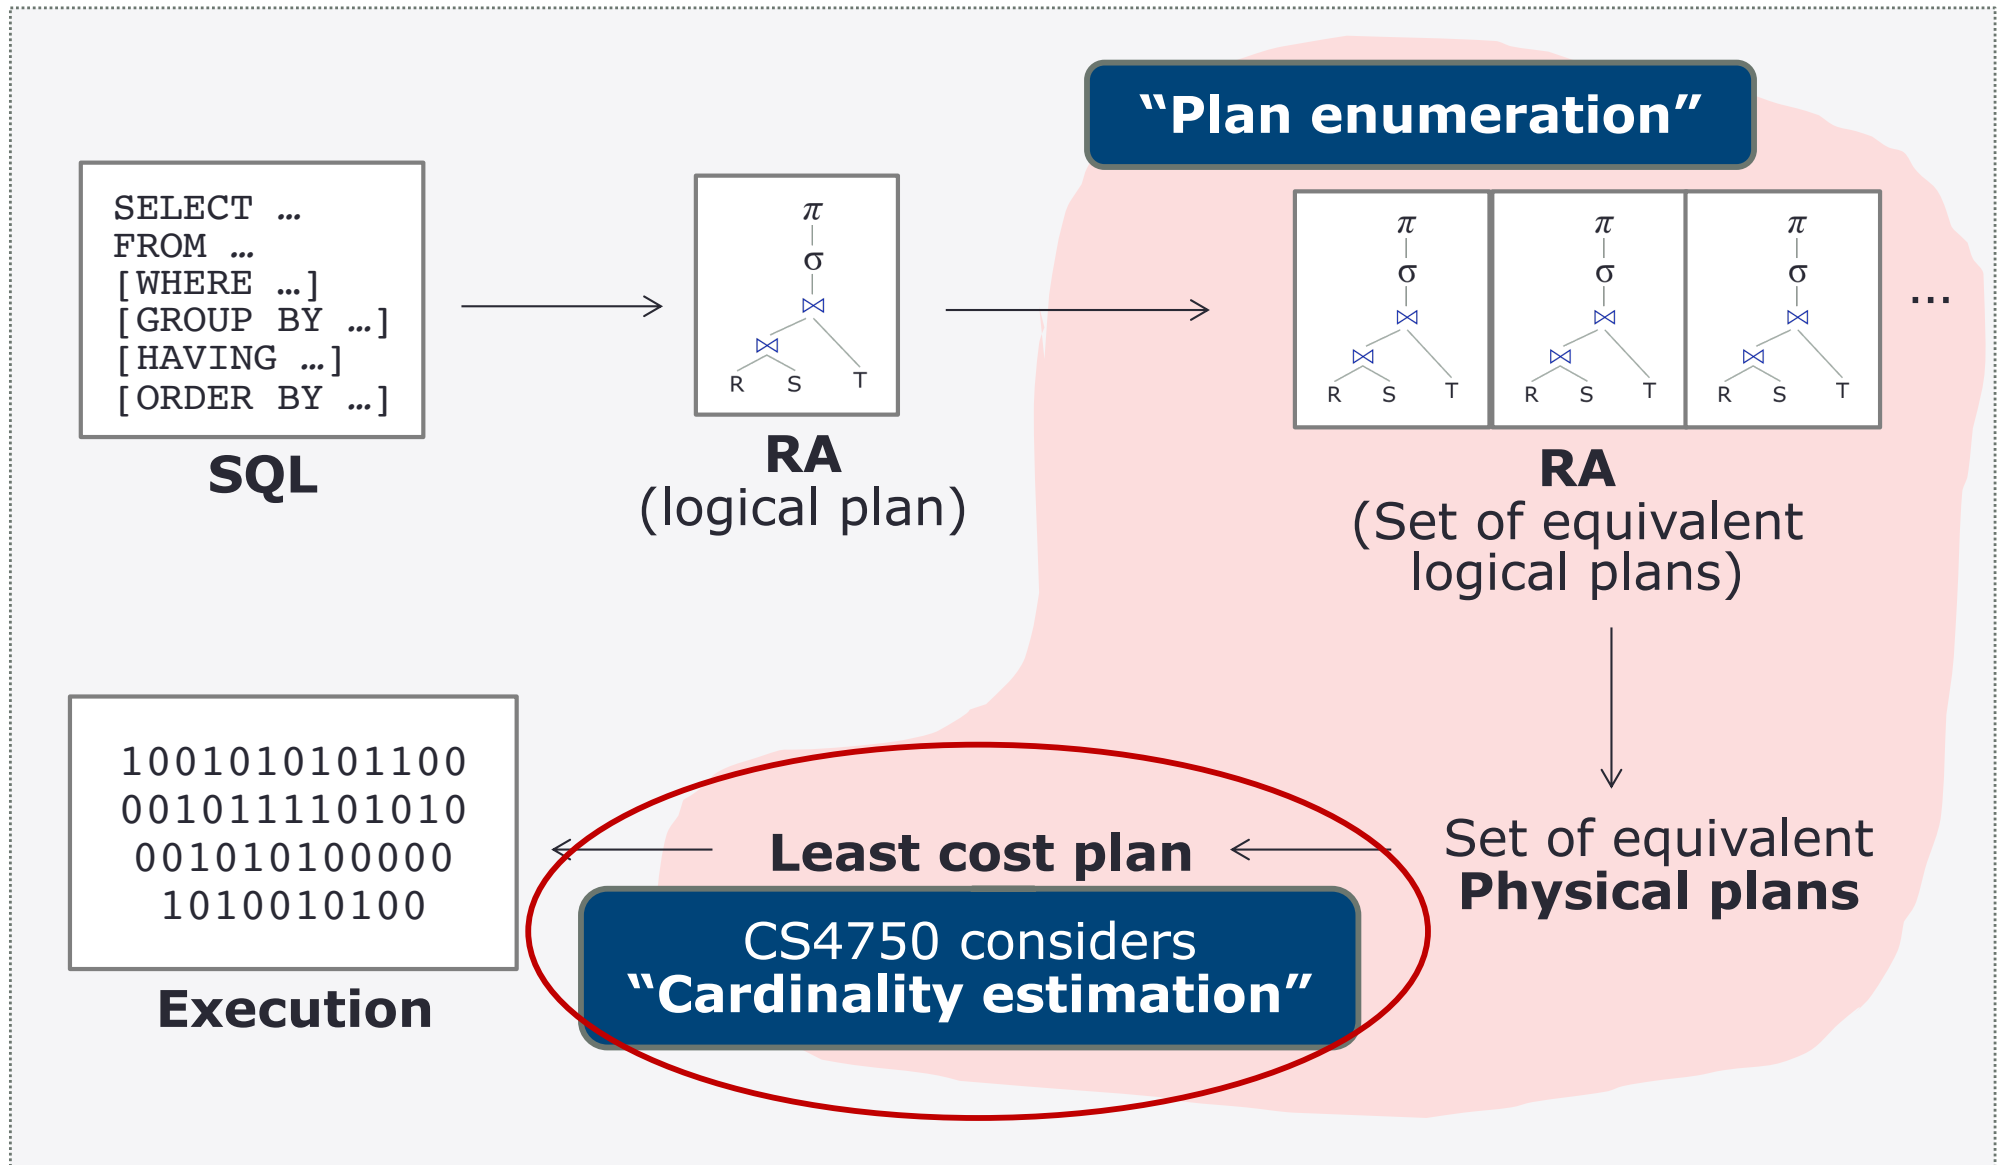 “Plan enumeration”
SELECT …
FROM …
[WHERE …]
[GROUP BY …]
[HAVING …]
[ORDER BY …]
SQL
π
σ
⋈
⋈
R S T
RA
(logical plan)
π
σ
⋈
⋈
R S T
π
σ
⋈
⋈
R S T
π
σ
⋈
⋈
R S T
...
RA
(Set of equivalent
logical plans)
Set of equivalent
Physical plans
Least cost plan
CS4750 considers
“Cardinality estimation”
1001010101100
0010111101010
001010100000
1010010100
Execution